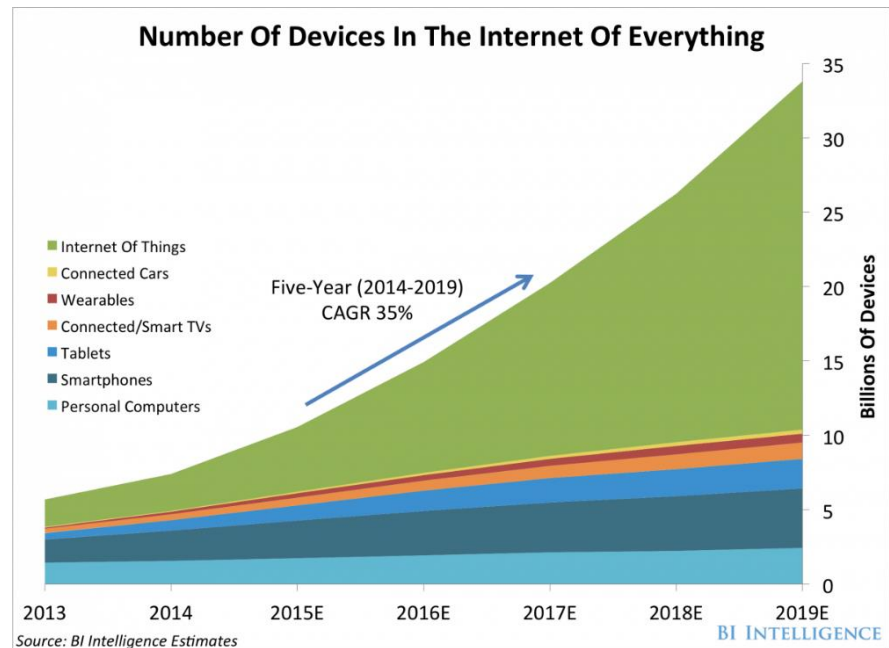 Number Of Devices In The Internet Of Everything
35
30
25
20
15
10
5
0
Billions Of Devices
Internet Of Things
Connected Cars
Wearables
Connected/Smart TVs
Tablets
Smartphones
Personal Computers
Five-Year (2014-2019)
CAGR 35%
2013 2014 2015E 2016E 2017E 2018E 2019E
Source: BI Intelligence Estimates
BI INTELLIGENCE